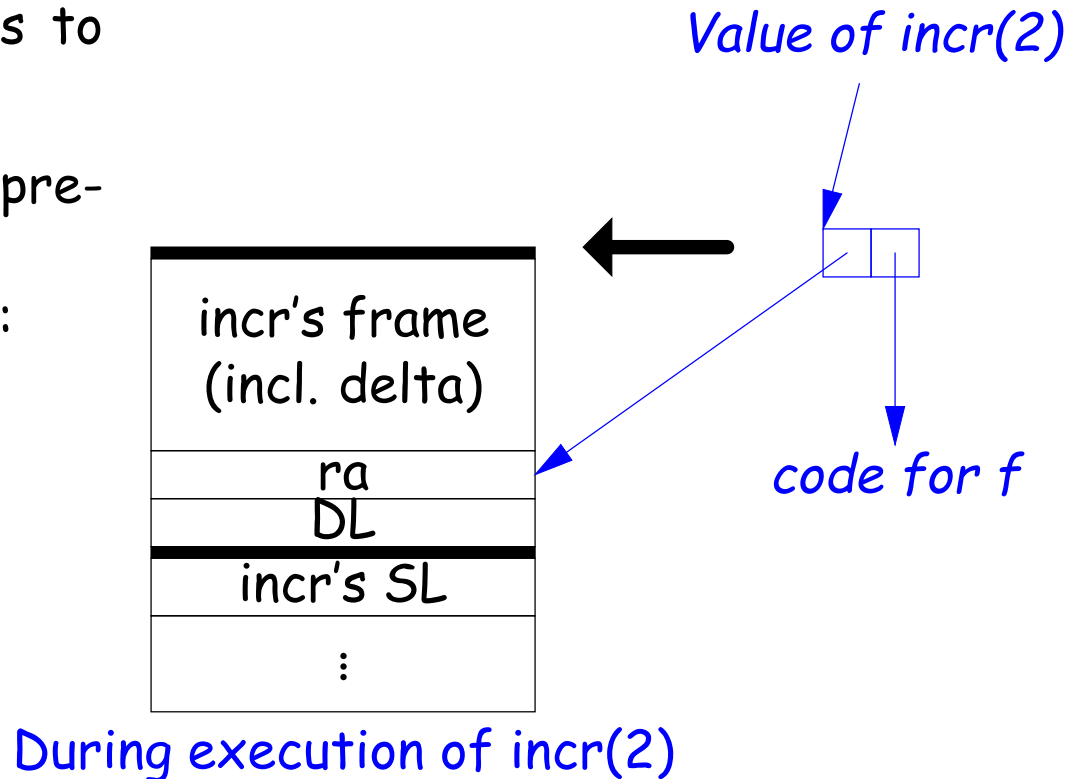 s to
Value of incr(2)
pre-
:
incr's frame
(incl. delta)
ra
code for f
DL
incr's SL
⋮
During execution of incr(2)